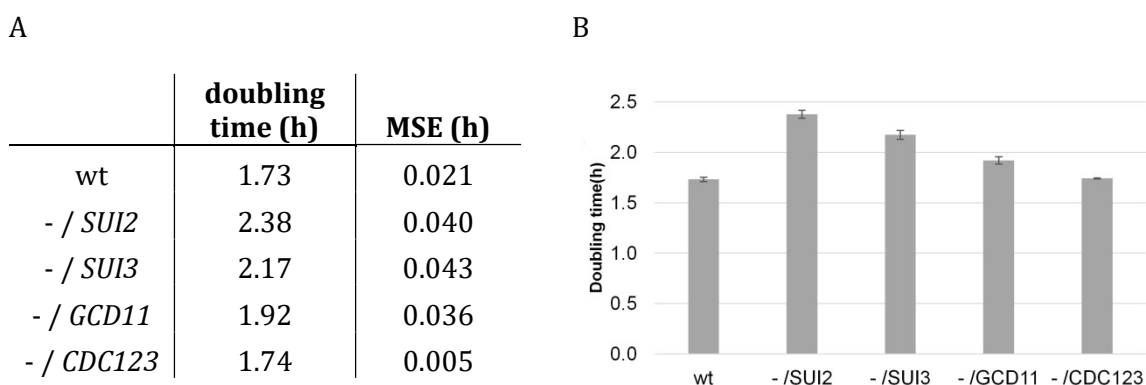 A
doubling
time (h) MSE (h)
wt 1.73 0.021
- / SUI2 2.38 0.040
- / SUI3 2.17 0.043
- / GCD11 1.92 0.036
- / CDC123 1.74 0.005
B
Doubling time(h)
2.5
2.0
1.5
1.0
0.5
0.0
wt - /SUI2 - /SUI3 - /GCD11 - /CDC123